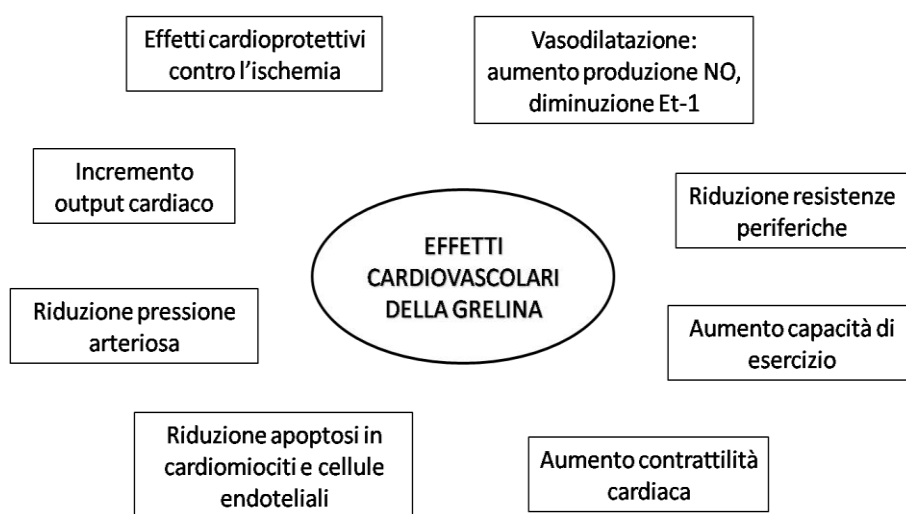 Effetti cardioprotettivi
contro l'ischemia
Vasodilatazione:
aumento produzione NO,
diminuzione Et-1
Incremento
output cardiaco
Riduzione resistenze
periferiche
EFFETTI
CARDIOVASCOLARI
DELLA GRELINA
Riduzione pressione
arteriosa
Aumento capacità di
esercizio
Riduzione apoptosi in
cardiomiociti e cellule
endoteliali
Aumento contrattilità
cardiaca